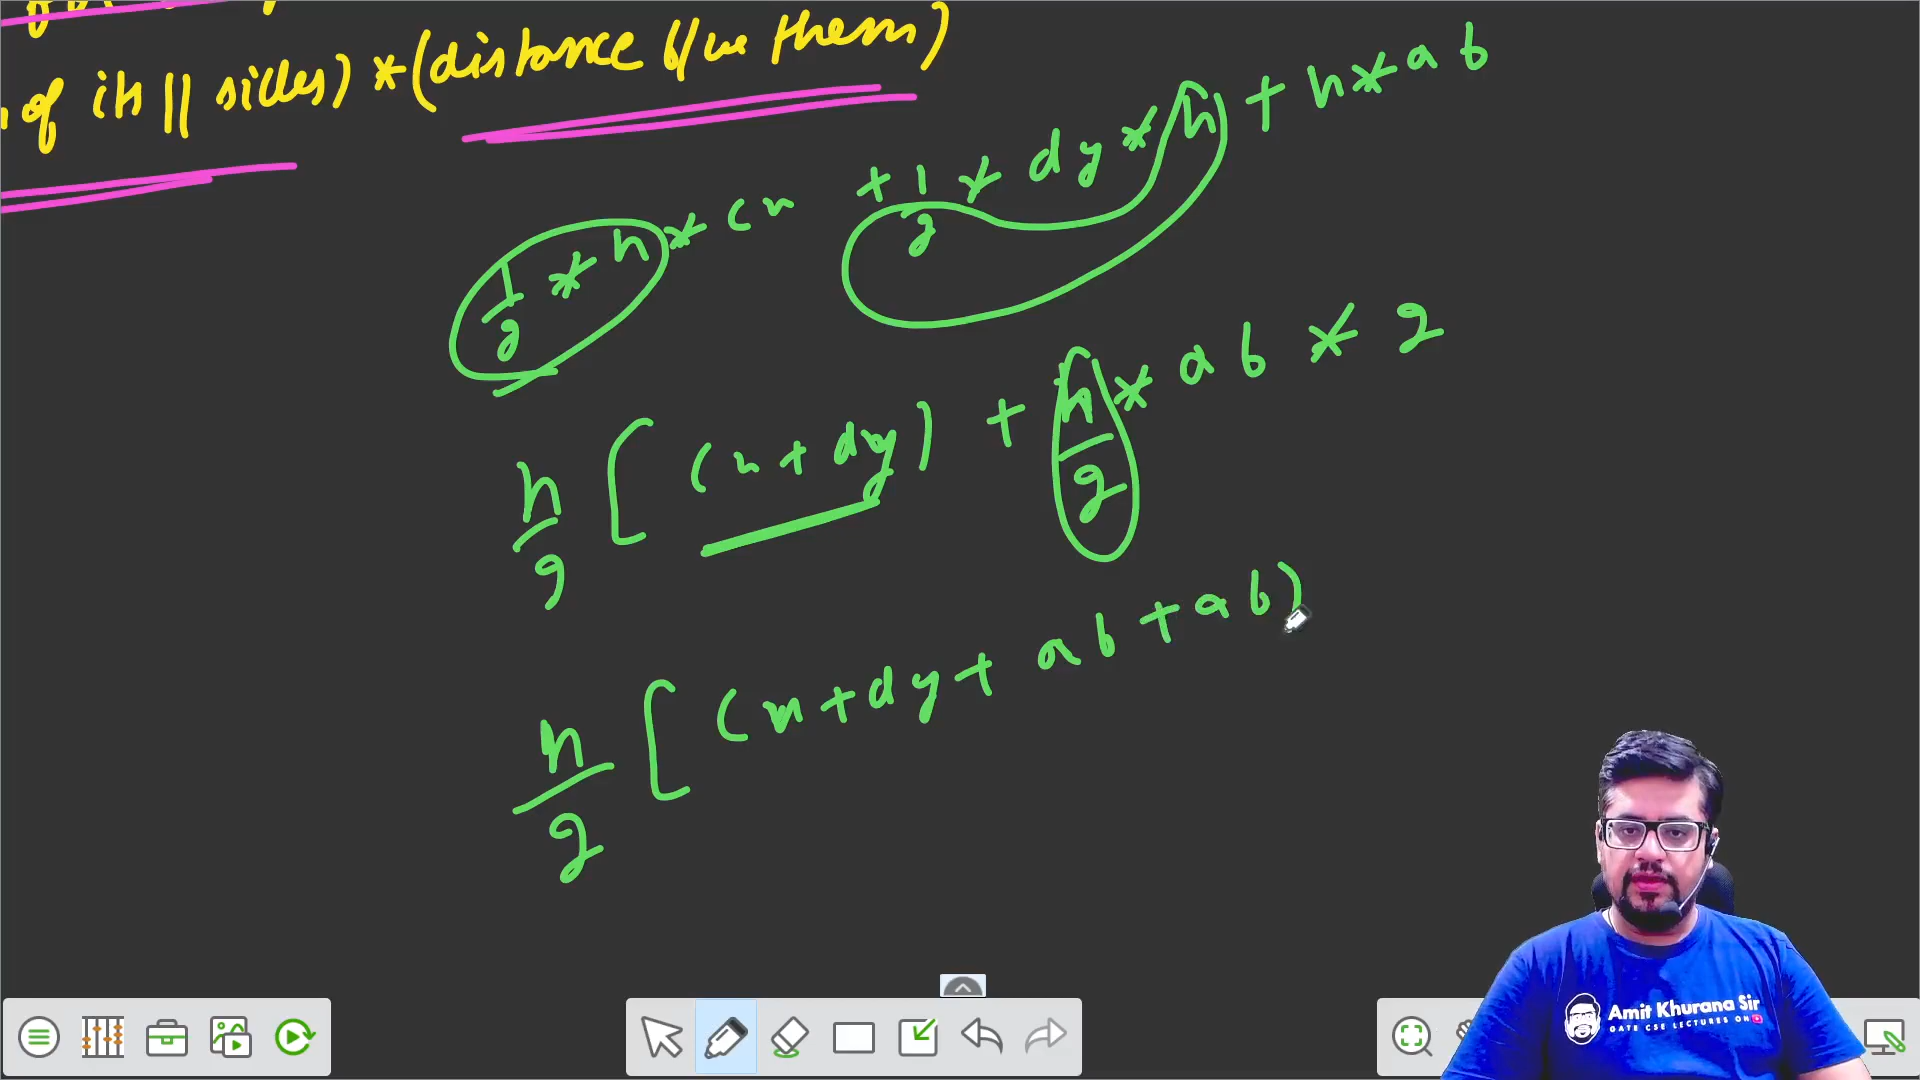 of its || sides) * (distance b/w them)
1/2 * h * cx + 1/2 * dy * h + h * ab
h/2 [ (x + dy) + h/2 * ab * 2
h/2 [ (x + dy + ab + ab)
Amit Khurana Sir
GATE CSE LECTURES ON